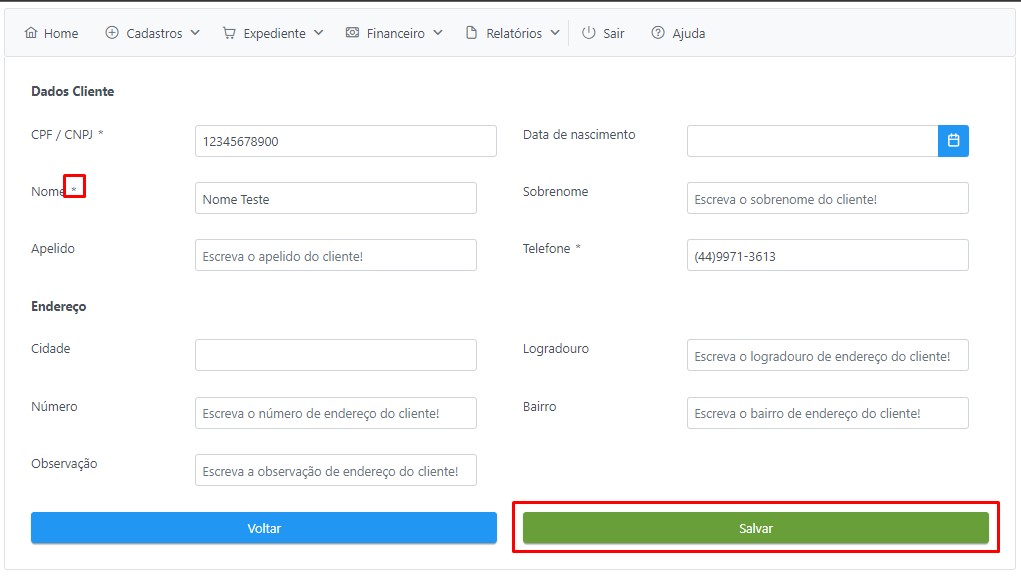 Home Cadastros Expediente Financeiro Relatórios Sair Ajuda
Dados Cliente
CPF / CNPJ * 12345678900 Data de nascimento
Nome * Nome Teste Sobrenome Escreva o sobrenome do cliente!
Apelido Escreva o apelido do cliente! Telefone * (44)9971-3613
Endereço
Cidade Logradouro Escreva o logradouro de endereço do cliente!
Número Escreva o número de endereço do cliente! Bairro Escreva o bairro de endereço do cliente!
Observação Escreva a observação de endereço do cliente!
Voltar Salvar